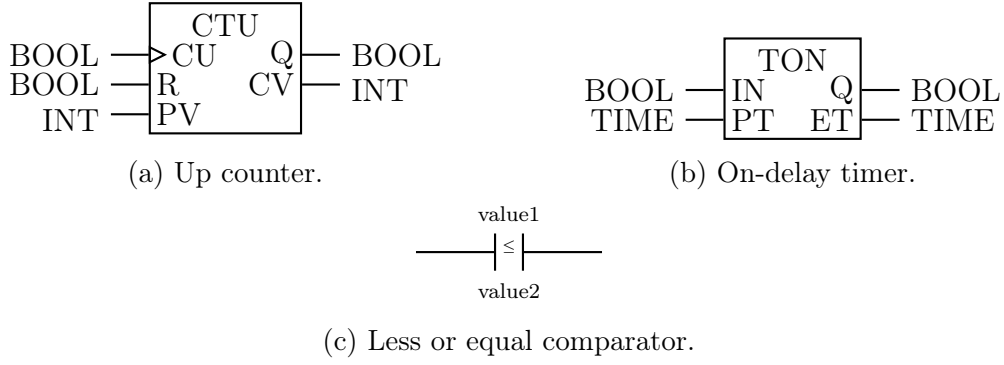 CTU
BOOL CU Q BOOL
BOOL R CV INT
INT PV
(a) Up counter.
TON
BOOL IN Q BOOL
TIME PT ET TIME
(b) On-delay timer.
value1
≤
value2
(c) Less or equal comparator.